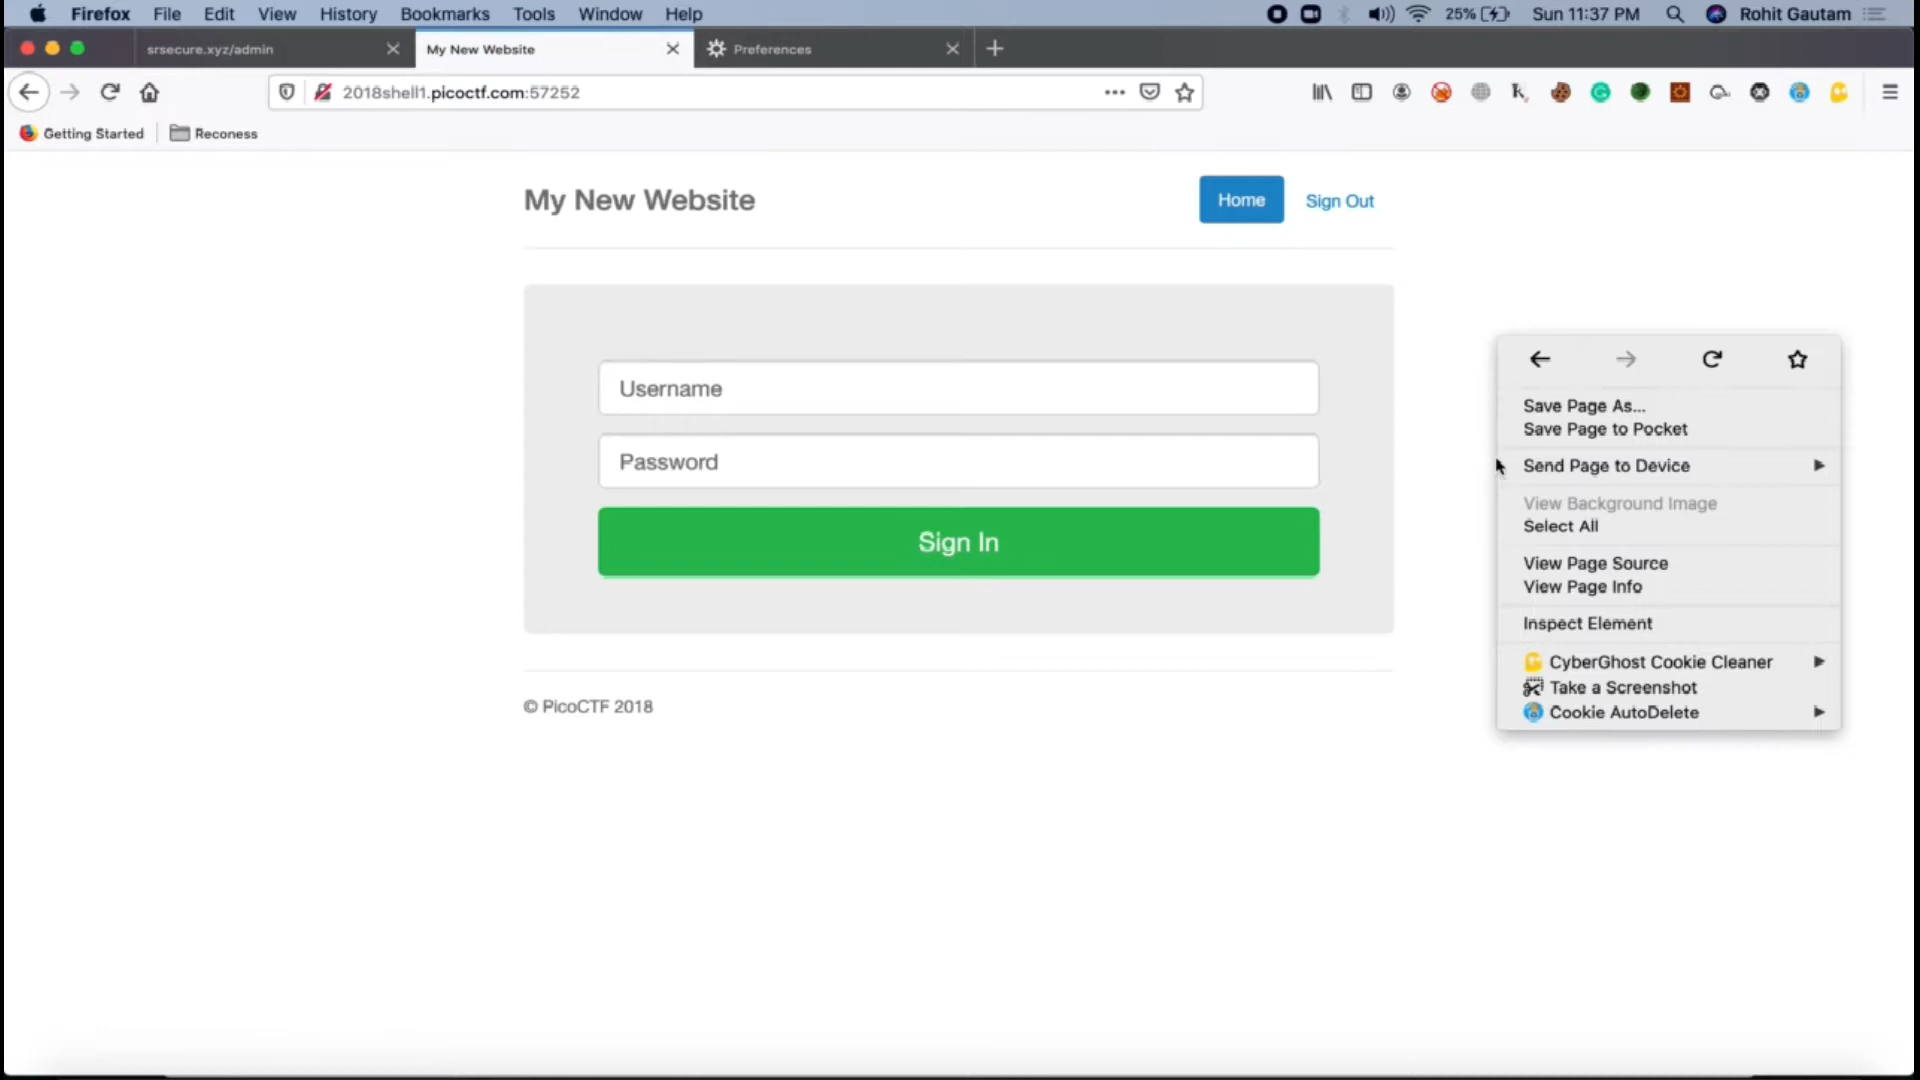 Firefox File Edit View History Bookmarks Tools Window Help 25% Sun 11:37 PM Rohit Gautam
srsecure.xyz/admin My New Website Preferences
2018shell1.picoctf.com:57252
Getting Started Reconess
My New Website Home Sign Out
Username
Password
Sign In
© PicoCTF 2018
Save Page As...
Save Page to Pocket
Send Page to Device
View Background Image
Select All
View Page Source
View Page Info
Inspect Element
CyberGhost Cookie Cleaner
Take a Screenshot
Cookie AutoDelete